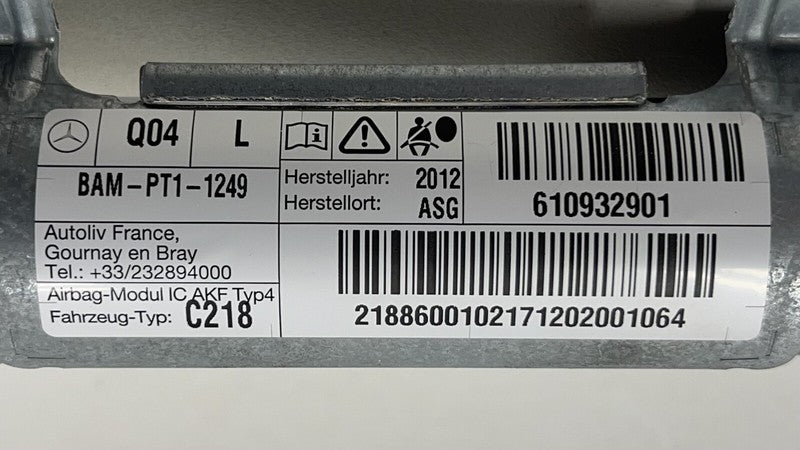 Q04 L
BAM-PT1-1249
Herstelljahr: 2012
Herstellort: ASG
610932901
Autoliv France,
Gournay en Bray
Tel.: +33/232894000
Airbag-Modul IC AKF Typ4
Fahrzeug-Typ: C218
2188600102171202001064